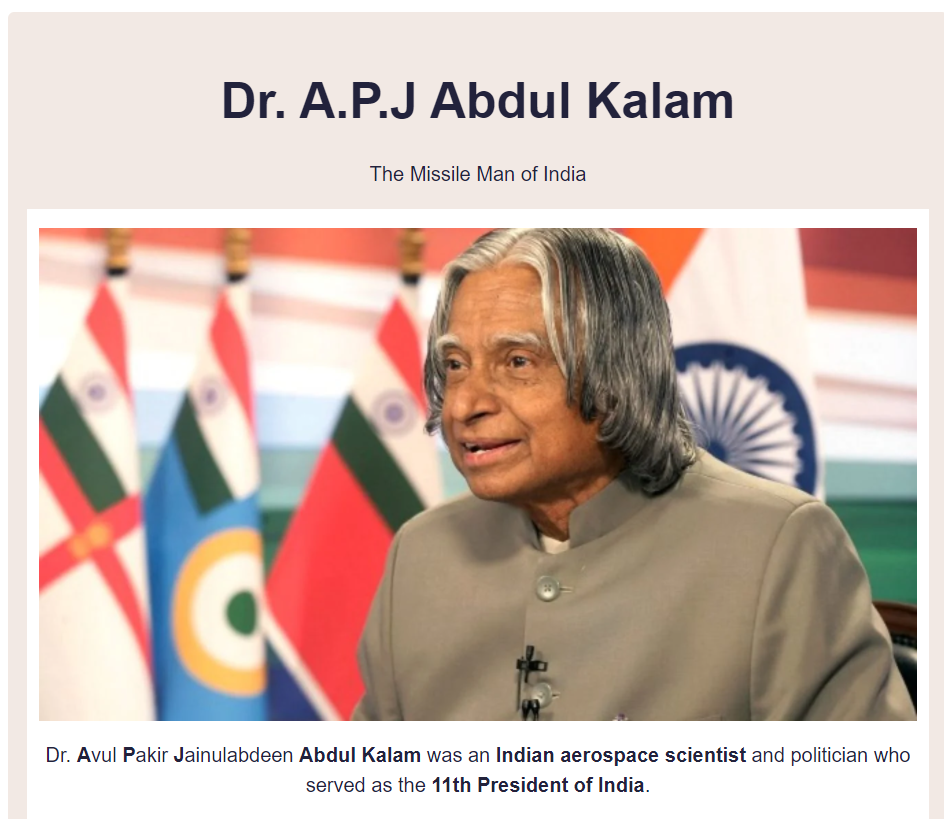 Dr. A.P.J Abdul Kalam
The Missile Man of India
Dr. Avul Pakir Jainulabdeen Abdul Kalam was an Indian aerospace scientist and politician who
served as the 11th President of India.